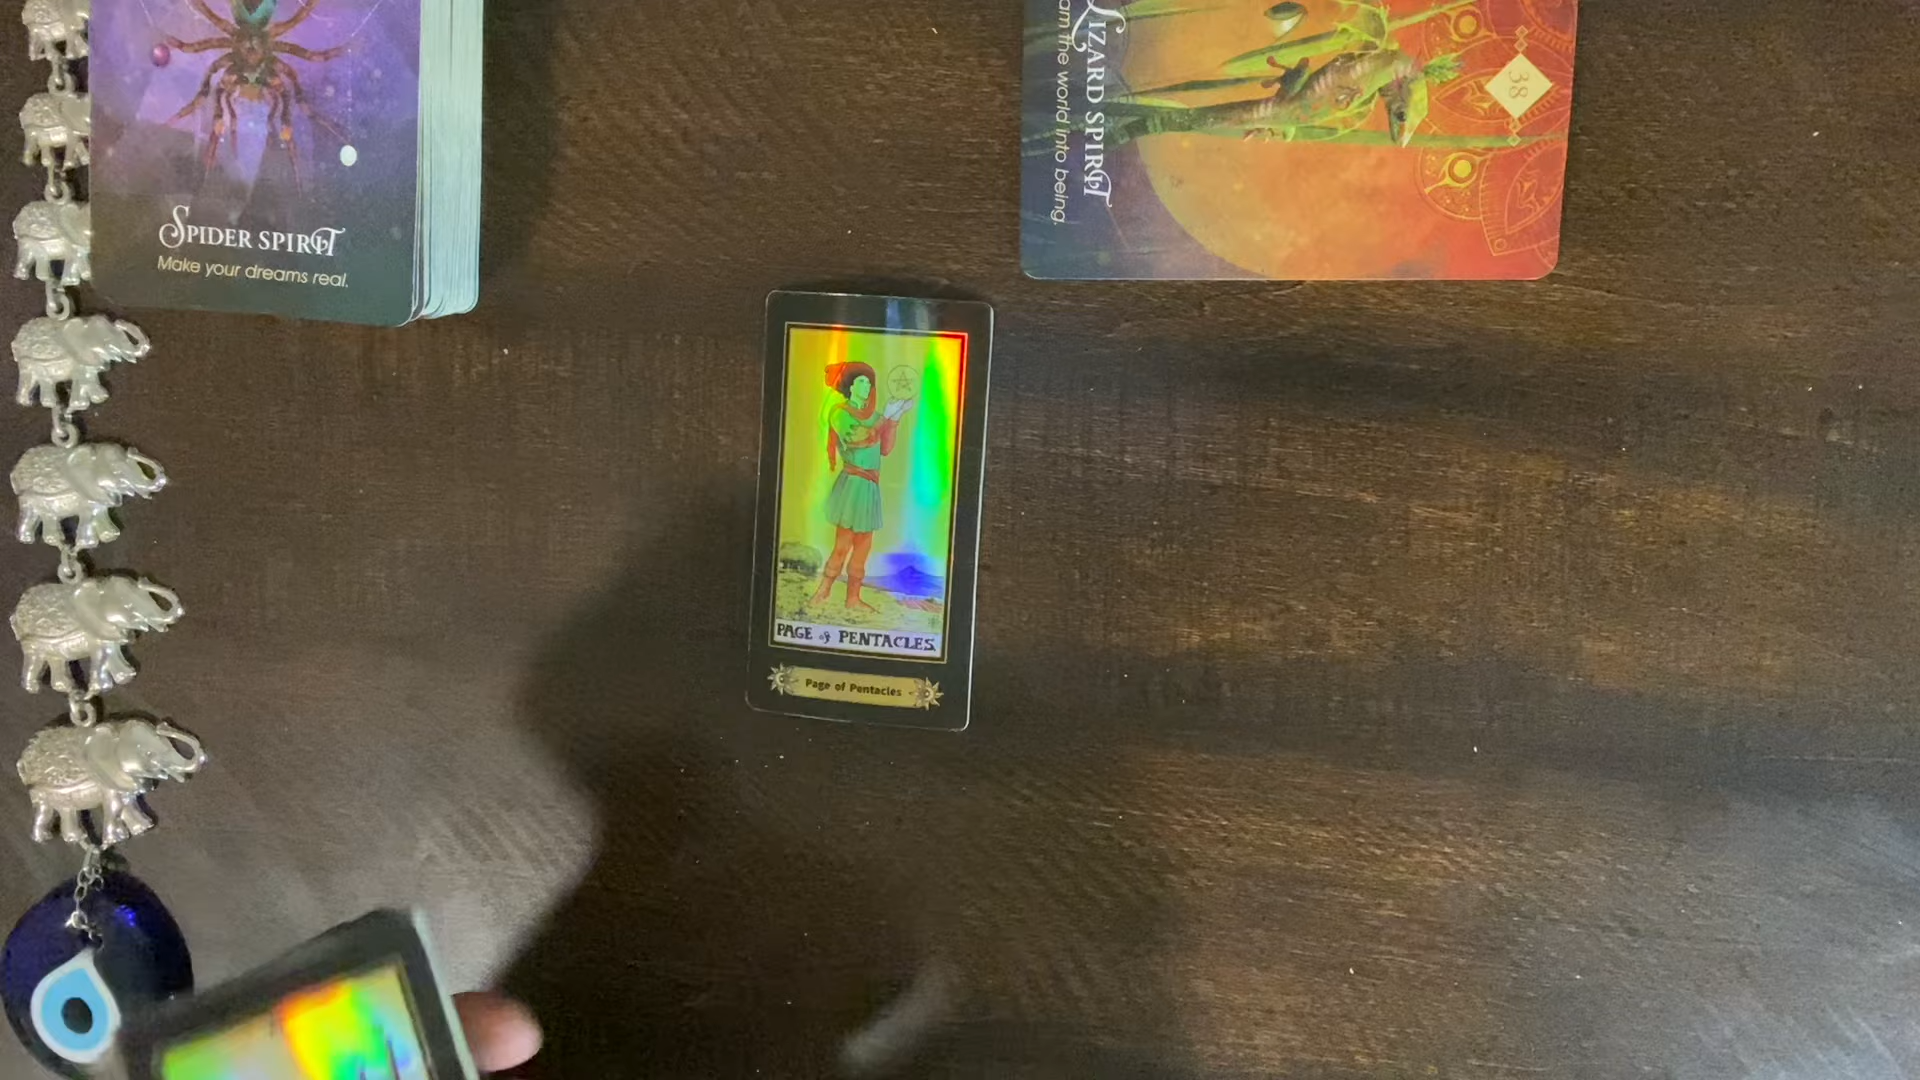 SPIDER SPIRIT
Make your dreams real.
38
LIZARD SPIRIT
am the world into being.
PAGE of PENTACLES
Page of Pentacles